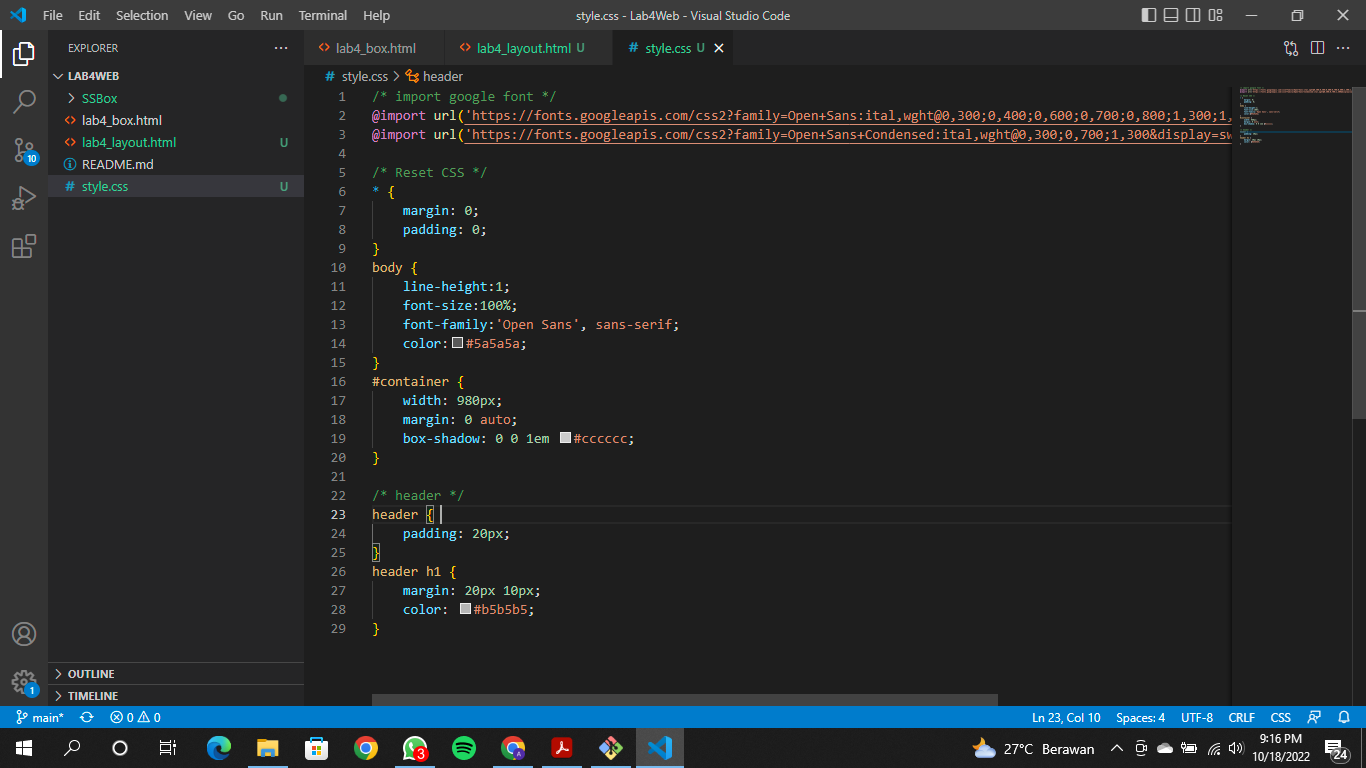 File Edit Selection View Go Run Terminal Help
style.css - Lab4Web - Visual Studio Code
EXPLORER
lab4_box.html
lab4_layout.html U
# style.css U
LAB4WEB
SSBox
lab4_box.html
lab4_layout.html U
README.md
# style.css U
10
1
OUTLINE
TIMELINE
# style.css > header
1 /* import google font */
2 @import url('https://fonts.googleapis.com/css2?family=Open+Sans:ital,wght@0,300;0,400;0,600;0,700;0,800;1,300;1,
3 @import url('https://fonts.googleapis.com/css2?family=Open+Sans+Condensed:ital,wght@0,300;0,700;1,300&display=sw
4
5 /* Reset CSS */
6 * {
7 margin: 0;
8 padding: 0;
9 }
10 body {
11 line-height:1;
12 font-size:100%;
13 font-family:'Open Sans', sans-serif;
14 color:#5a5a5a;
15 }
16 #container {
17 width: 980px;
18 margin: 0 auto;
19 box-shadow: 0 0 1em #cccccc;
20 }
21
22 /* header */
23 header {
24 padding: 20px;
25 }
26 header h1 {
27 margin: 20px 10px;
28 color: #b5b5b5;
29 }
main* 0 0
Ln 23, Col 10 Spaces: 4 UTF-8 CRLF CSS
3
27°C Berawan
9:16 PM
10/18/2022
24